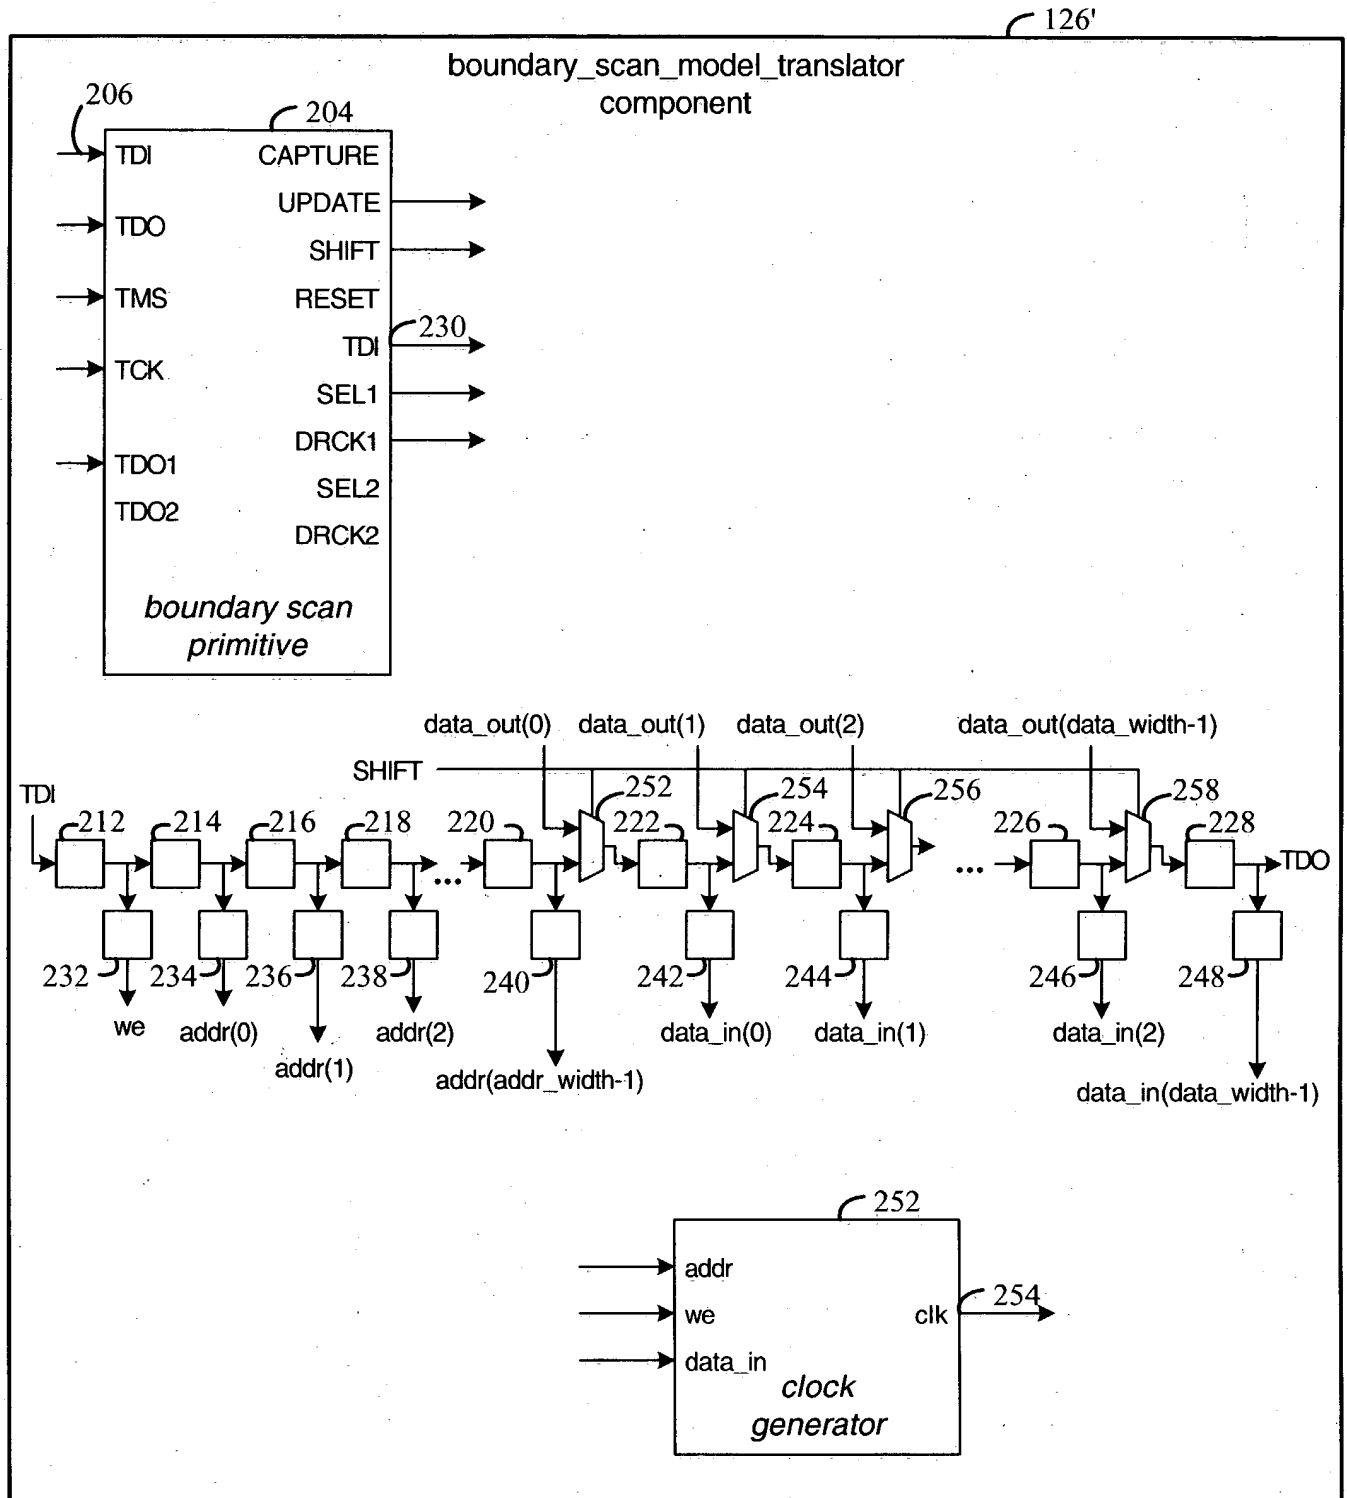 126'
boundary_scan_model_translator
component
206
204
TDI
CAPTURE
UPDATE
TDO
SHIFT
TMS
RESET
230
TDI
TCK
SEL1
DRCK1
TDO1
SEL2
TDO2
DRCK2
boundary scan
primitive
data_out(0) data_out(1) data_out(2) data_out(data_width-1)
SHIFT
TDI
252 254 256 258
212 214 216 218 220 222 224 226 228
... ...
TDO
232 234 236 238 240 242 244 246 248
we addr(0) addr(2) data_in(0) data_in(1) data_in(2)
addr(1) addr(addr_width-1) data_in(data_width-1)
252
addr
254
we clk
data_in
clock
generator